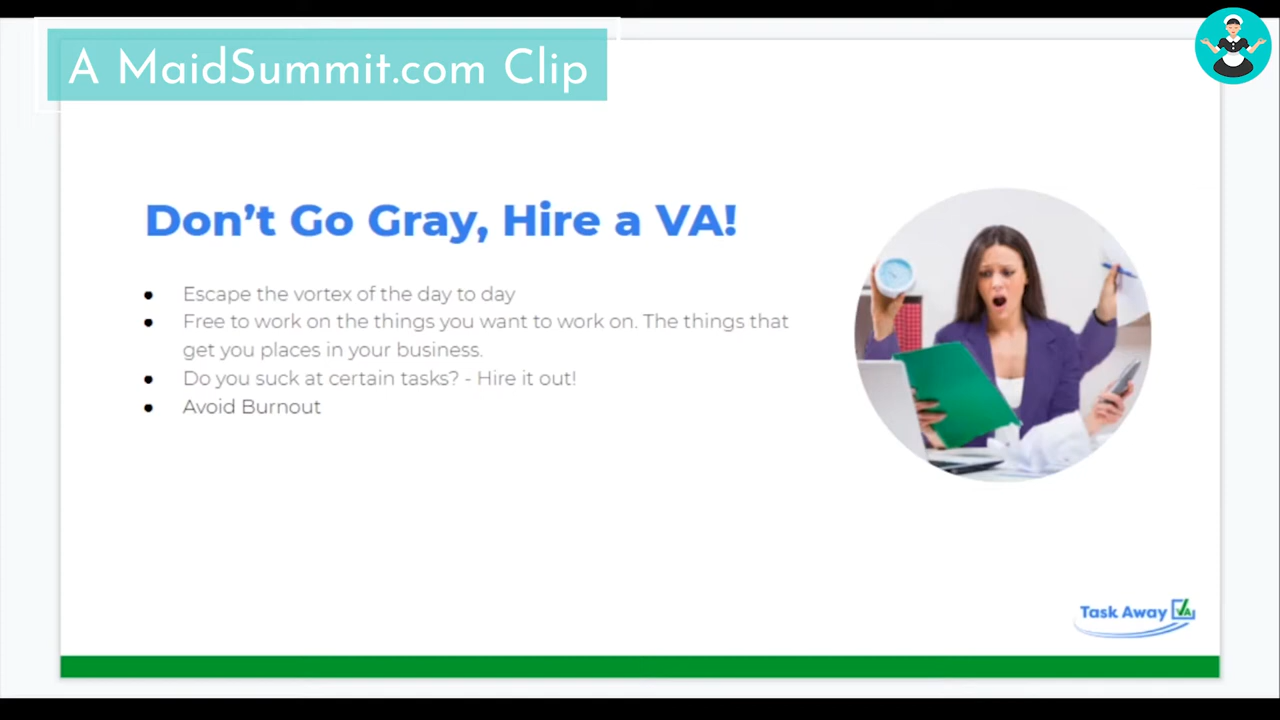 A MaidSummit.com Clip
Don’t Go Gray, Hire a VA!
● Escape the vortex of the day to day
● Free to work on the things you want to work on. The things that
get you places in your business.
● Do you suck at certain tasks? - Hire it out!
● Avoid Burnout
Task Away VA